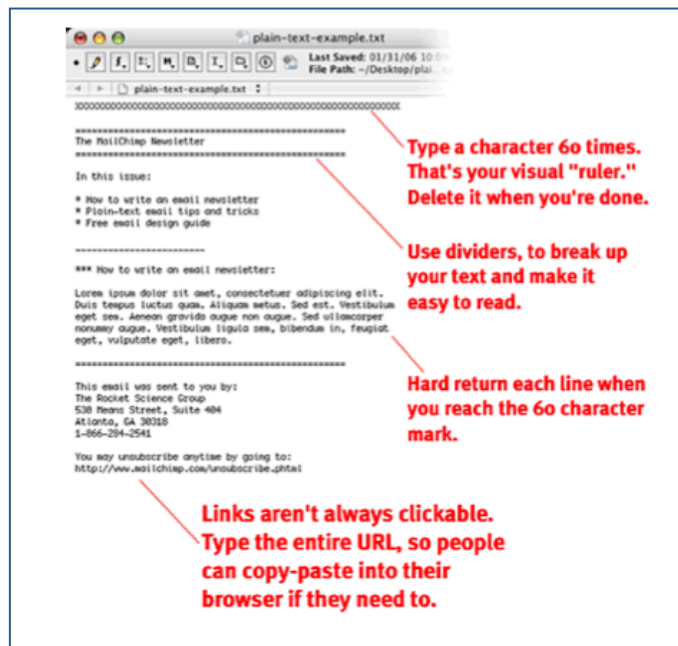 plain-text-example.txt
Last Saved: 01/31/06 10:09
File Path: ~/Desktop/plai...
plain-text-example.txt
XXXXXXXXXXXXXXXXXXXXXXXXXXXXXXXXXXXXXXXXXXXXXXXXXXXXXXXXXXXX
==================================================
The MailChimp Newsletter
==================================================
In this issue:
* How to write an email newsletter
* Plain-text email tips and tricks
* Free email design guide
------------------------
*** How to write an email newsletter:
Lorem ipsum dolor sit amet, consectetuer adipiscing elit.
Duis tempus luctus quam. Aliquam metus. Sed est. Vestibulum
eget sem. Aenean gravida augue non augue. Sed ullamcorper
nonummy augue. Vestibulum ligula sem, bibendum in, feugiat
eget, vulputate eget, libero.
==================================================
This email was sent to you by:
The Rocket Science Group
530 Means Street, Suite 404
Atlanta, GA 30318
1-866-284-2541
You may unsubscribe anytime by going to:
http://www.mailchimp.com/unsubscribe.phtml
Type a character 60 times.
That's your visual "ruler."
Delete it when you're done.
Use dividers, to break up
your text and make it
easy to read.
Hard return each line when
you reach the 60 character
mark.
Links aren't always clickable.
Type the entire URL, so people
can copy-paste into their
browser if they need to.